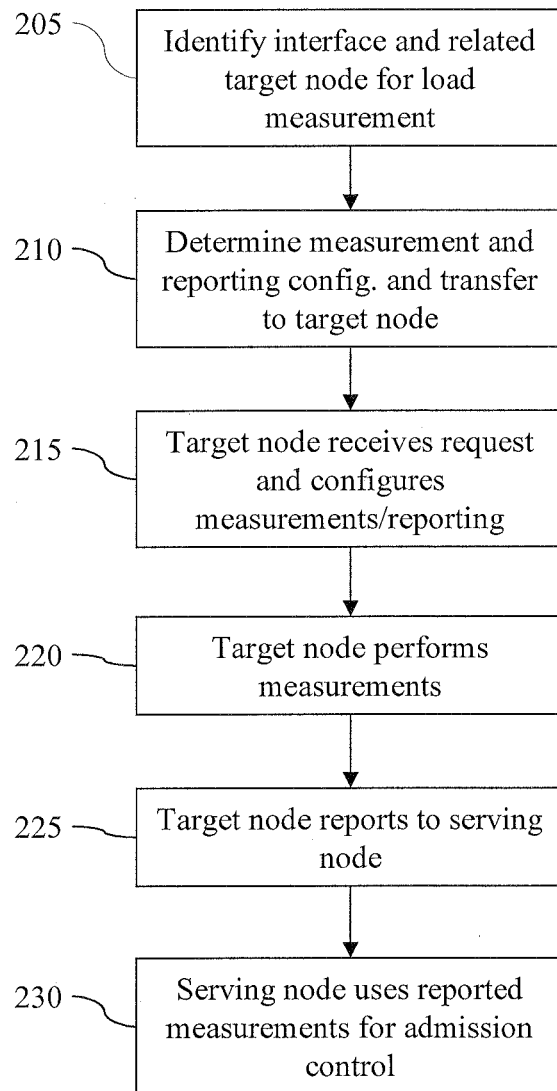 205
Identify interface and related
target node for load
measurement
210
Determine measurement and
reporting config. and transfer
to target node
215
Target node receives request
and configures
measurements/reporting
220
Target node performs
measurements
225
Target node reports to serving
node
230
Serving node uses reported
measurements for admission
control